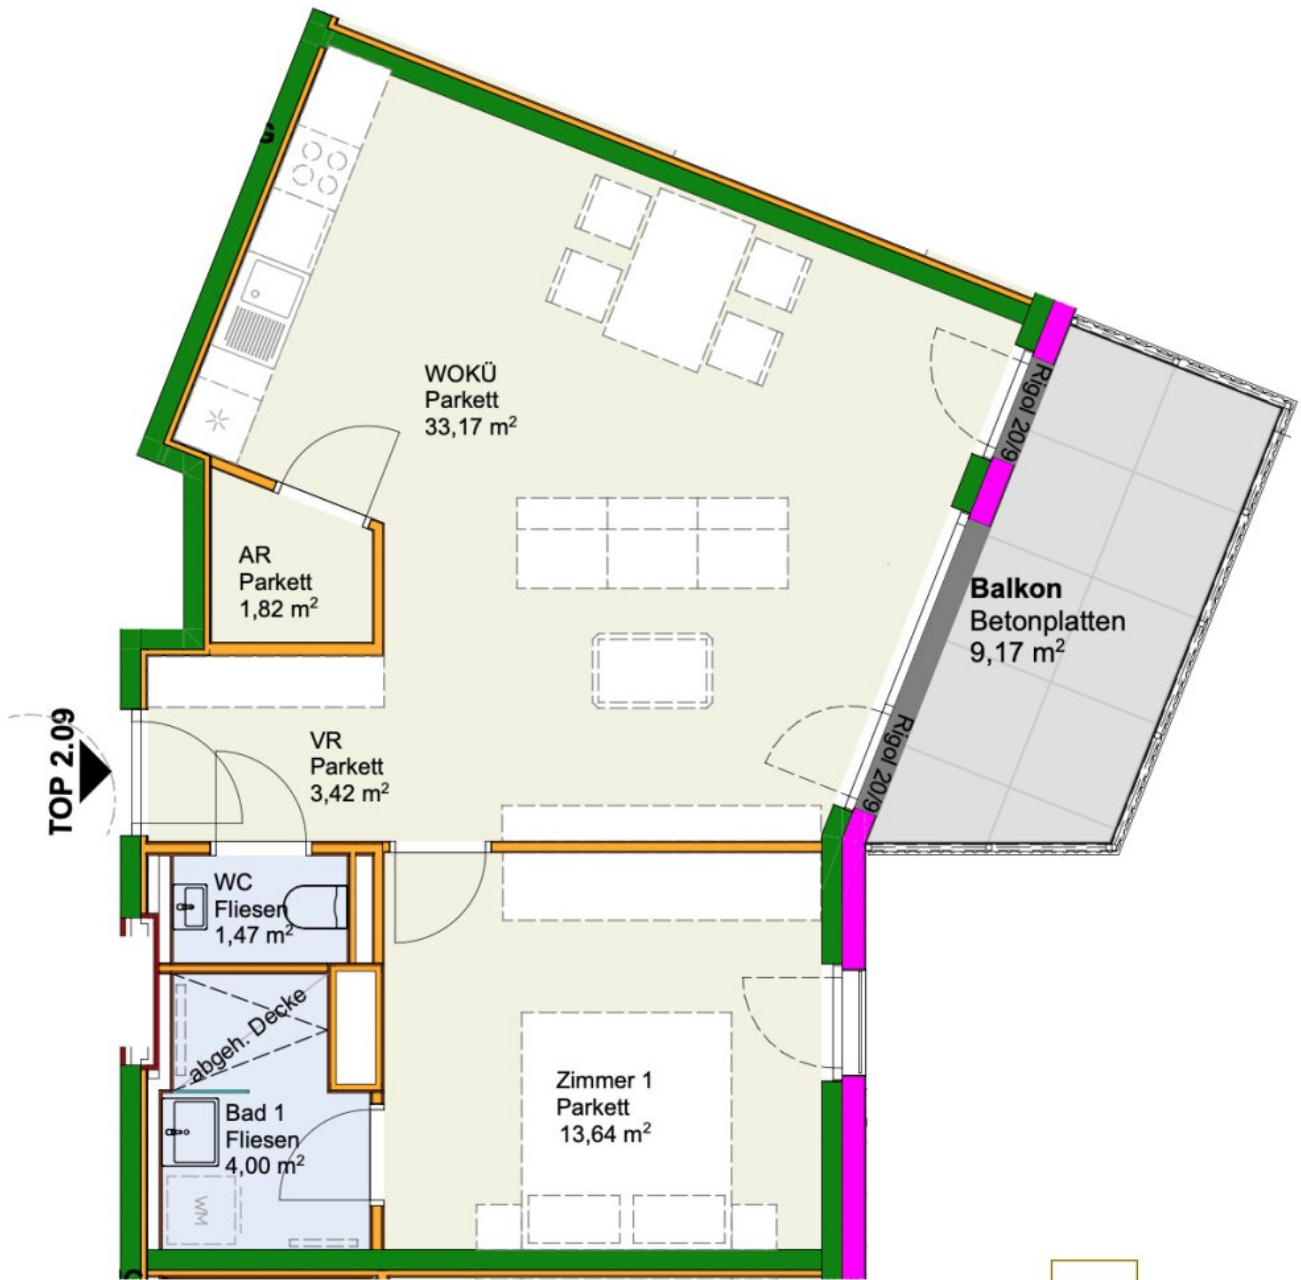 WOKÜ
Parkett
33,17 m²
Rigol 20/9
AR
Parkett
1,82 m²
Balkon
Betonplatten
9,17 m²
TOP 2.09
VR
Parkett
3,42 m²
Rigol 20/9
WC
Fliesen
1,47 m²
abgeh. Decke
Zimmer 1
Parkett
13,64 m²
Bad 1
Fliesen
4,00 m²
WM